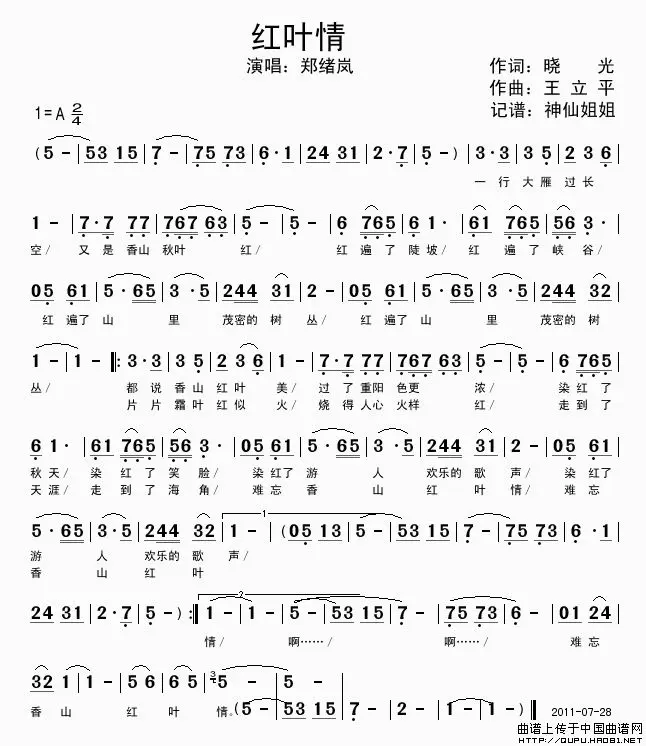 红叶情
演唱：郑绪岚
作词：晓 光
作曲：王 立 平
记谱：神仙姐姐
1=A 2/4
(5 - | 53 15 | 7 - | 75 73 | 6·1 | 24 31 | 2·7 | 5 - ) | 3·3 | 3 5 | 2 3 6 |
一 行 大 雁 过 长
1 - | 7·7 77 | 767 63 | 5 - | 5 - | 6 765 | 6 1· | 61 765 | 56 3· |
空/ 又 是 香山 秋叶 红/ 红 遍 了 陡 坡/ 红 遍 了 峡 谷/
05 61 | 5·65 | 3·5 | 244 31 | 2 - | 05 61 | 5·65 | 3·5 | 244 32 |
红 遍了 山 里 茂密的 树 丛/ 红 遍了 山 里 茂密的 树
1 - | 1 - ‖: 3·3 | 3 5 | 2 3 6 | 1 - | 7·7 77 | 767 63 | 5 - | 5 - | 6 765 |
丛/ 都 说 香 山 红 叶 美/ 过 了 重阳 色更 浓/ 染 红 了
片 片 霜 叶 红 似 火/ 烧 得 人心 火样 红/ 走 到 了
6 1· | 61 765 | 56 3· | 05 61 | 5·65 | 3·5 | 244 31 | 2 - | 05 61 |
秋 天/ 染 红 了 笑 脸/ 染 红了 游 人 欢乐的 歌 声/ 染红了
天 涯/ 走 到 了 海 角/ 难忘 香 山 红 叶 情/ 难忘
5·65 | 3·5 | 244 32 | 1 - | (05 13 | 5 - | 53 15 | 7 - | 75 73 | 6·1 |
1
游 人 欢乐的 歌 声/
香 山 红 叶
24 31 | 2·7 | 5 - ) :‖ 1 - | 1 - | 5 - | 53 15 | 7 - | 75 73 | 6 - | 01 24 |
2
情/ 啊……/ 啊……/ 难忘
32 1 | 1 - | 5 6 | 6 5 | 3 5 - | 5 - |
香 山 红 叶 情。
(5 - | 53 15 | 1 - | 1 - ) ‖
2011-07-28
曲谱上传于中国曲谱网
HTTP://QUPU.HAO81.NET